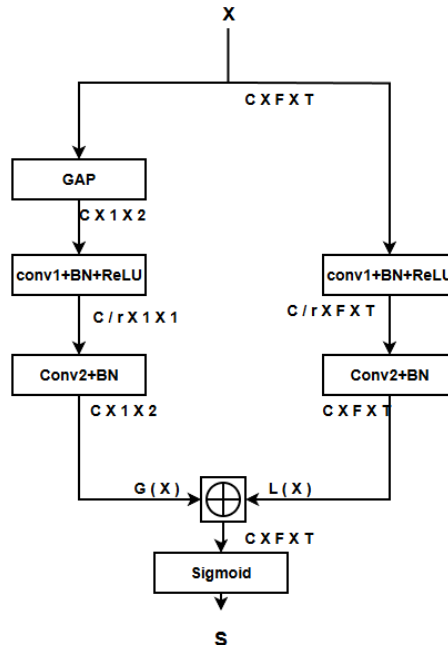 X
C X F X T
GAP
C X 1 X 2
conv1+BN+ReLU
conv1+BN+ReLU
C / r X 1 X 1
C / r X F X T
Conv2+BN
Conv2+BN
C X 1 X 2
C X F X T
G ( X )
L ( X )
C X F X T
Sigmoid
S